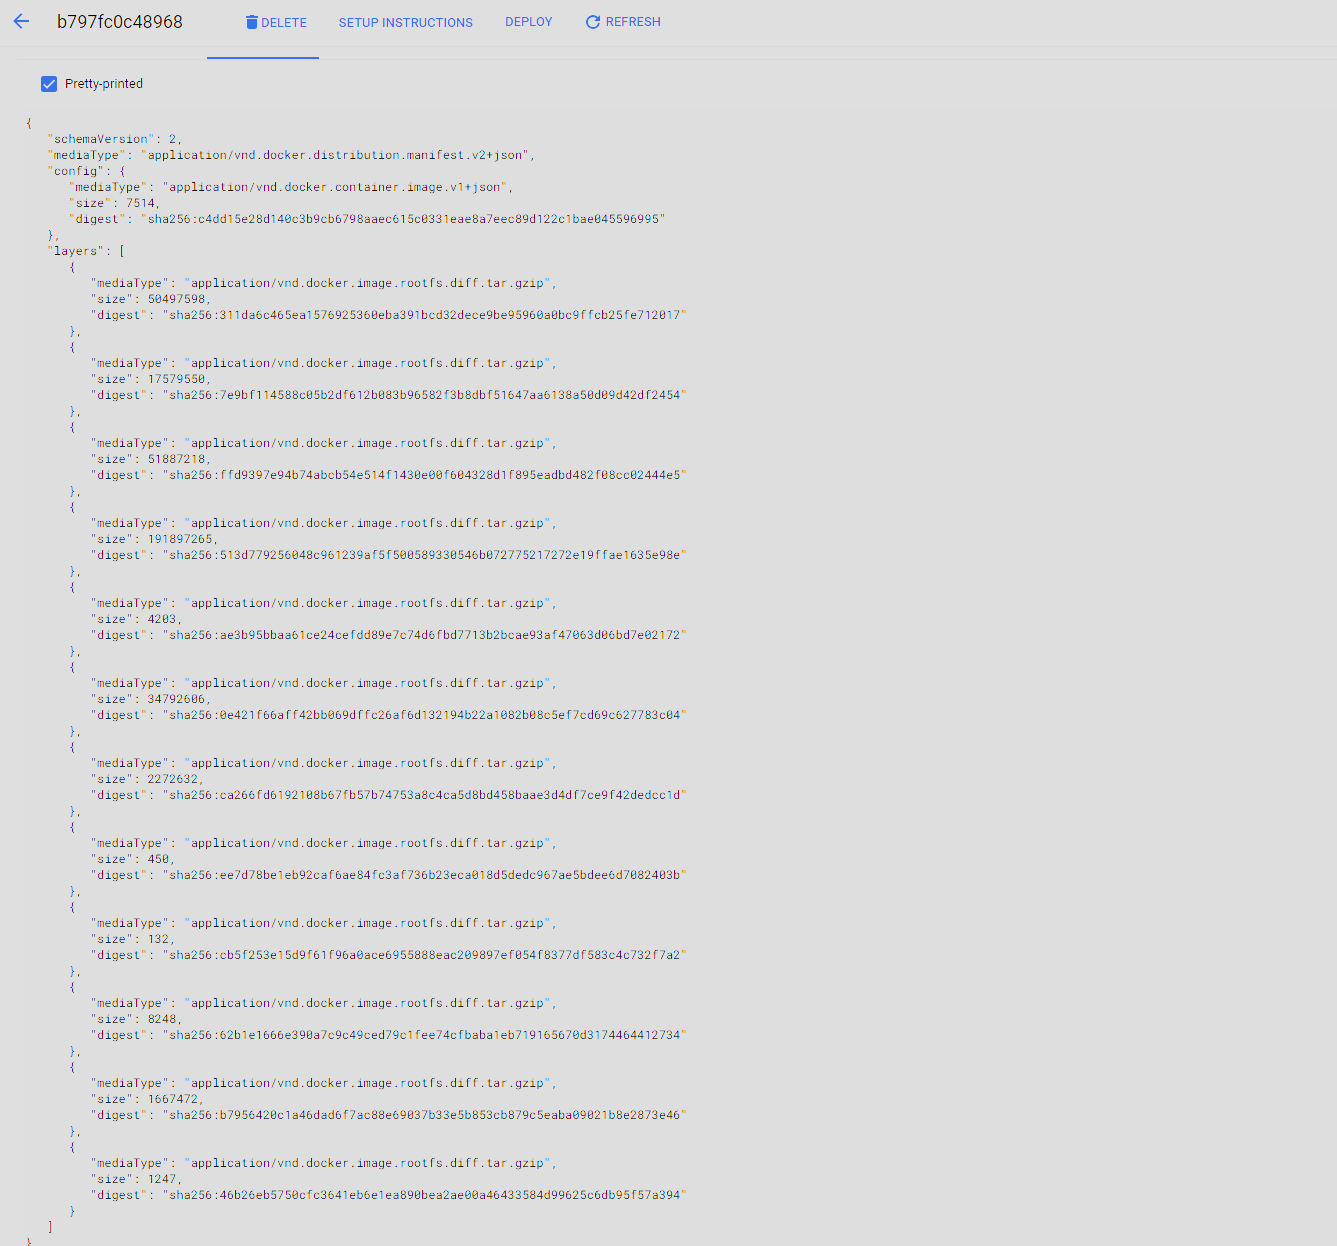 b797fc0c48968 DELETE SETUP INSTRUCTIONS DEPLOY REFRESH
Pretty-printed
{
"schemaVersion": 2,
"mediaType": "application/vnd.docker.distribution.manifest.v2+json",
"config": {
"mediaType": "application/vnd.docker.container.image.v1+json",
"size": 7514,
"digest": "sha256:c4dd15e28d140c3b9cb6798aaec615c0331eae8a7eec89d122c1bae045596995"
},
"layers": [
{
"mediaType": "application/vnd.docker.image.rootfs.diff.tar.gzip",
"size": 50497598,
"digest": "sha256:311da6c465ea1576925360eba391bcd32dece9be95960a0bc9ffcb25fe712017"
},
{
"mediaType": "application/vnd.docker.image.rootfs.diff.tar.gzip",
"size": 17579550,
"digest": "sha256:7e9bf114588c05b2df612b083b96582f3b8dbf51647aa6138a50d09d42df2454"
},
{
"mediaType": "application/vnd.docker.image.rootfs.diff.tar.gzip",
"size": 51887218,
"digest": "sha256:ffd9397e94b74abcb54e514f1430e00f604328d1f895eadbd482f08cc02444e5"
},
{
"mediaType": "application/vnd.docker.image.rootfs.diff.tar.gzip",
"size": 191897265,
"digest": "sha256:513d779256048c961239af5f500589330546b072775217272e19ffae1635e98e"
},
{
"mediaType": "application/vnd.docker.image.rootfs.diff.tar.gzip",
"size": 4203,
"digest": "sha256:ae3b95bbaa61ce24cefdd89e7c74d6fbd7713b2bcae93af47063d06bd7e02172"
},
{
"mediaType": "application/vnd.docker.image.rootfs.diff.tar.gzip",
"size": 34792606,
"digest": "sha256:0e421f66aff42bb069dffc26af6d132194b22a1082b08c5ef7cd69c627783c04"
},
{
"mediaType": "application/vnd.docker.image.rootfs.diff.tar.gzip",
"size": 2272632,
"digest": "sha256:ca266fd6192108b67fb57b74753a8c4ca5d8bd458baae3d4df7ce9f42dedcc1d"
},
{
"mediaType": "application/vnd.docker.image.rootfs.diff.tar.gzip",
"size": 450,
"digest": "sha256:ee7d78be1eb92caf6ae84fc3af736b23eca018d5dedc967ae5bdee6d7082403b"
},
{
"mediaType": "application/vnd.docker.image.rootfs.diff.tar.gzip",
"size": 132,
"digest": "sha256:cb5f253e15d9f61f96a0ace6955888eac209897ef054f8377df583c4c732f7a2"
},
{
"mediaType": "application/vnd.docker.image.rootfs.diff.tar.gzip",
"size": 8248,
"digest": "sha256:62b1e1666e390a7c9c49ced79c1fee74cfbaba1eb719165670d3174464412734"
},
{
"mediaType": "application/vnd.docker.image.rootfs.diff.tar.gzip",
"size": 1667472,
"digest": "sha256:b7956420c1a46dad6f7ac88e69037b33e5b853cb879c5eaba09021b8e2873e46"
},
{
"mediaType": "application/vnd.docker.image.rootfs.diff.tar.gzip",
"size": 1247,
"digest": "sha256:46b26eb5750cfc3641eb6e1ea890bea2ae00a46433584d99625c6db95f57a394"
}
]
}